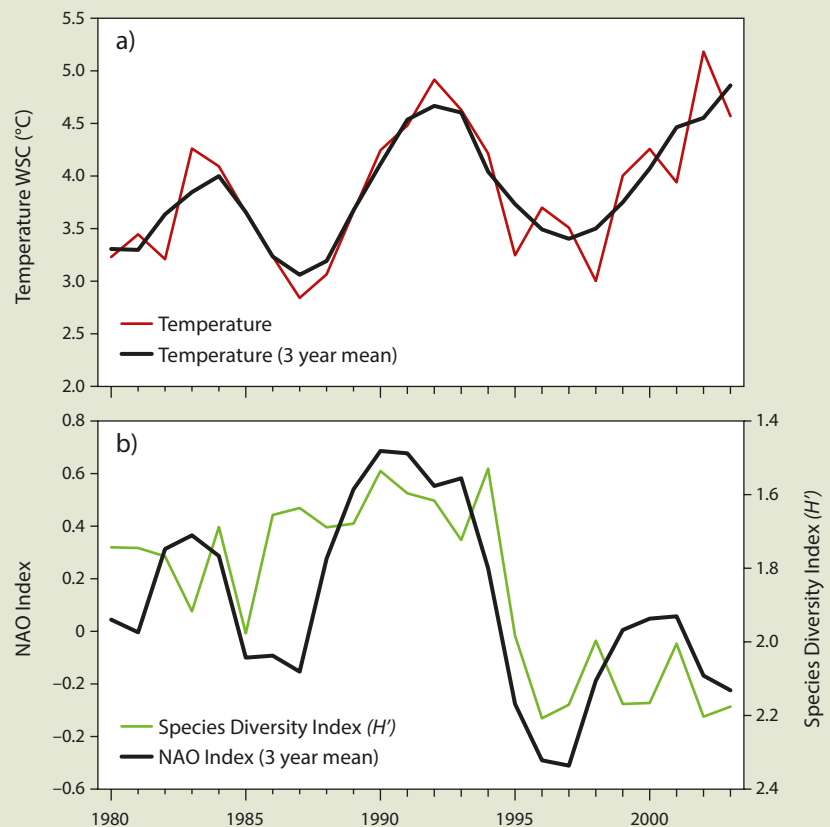 a)
Temperature WSC (°C)
5.5
5.0
4.5
4.0
3.5
3.0
2.5
2.0
Temperature
Temperature (3 year mean)
b)
NAO Index
0.8
0.6
0.4
0.2
0
–0.2
–0.4
–0.6
Species Diversity Index (H')
NAO Index (3 year mean)
1.4
1.6
1.8
2.0
2.2
2.4
Species Diversity Index (H')
1980 1985 1990 1995 2000